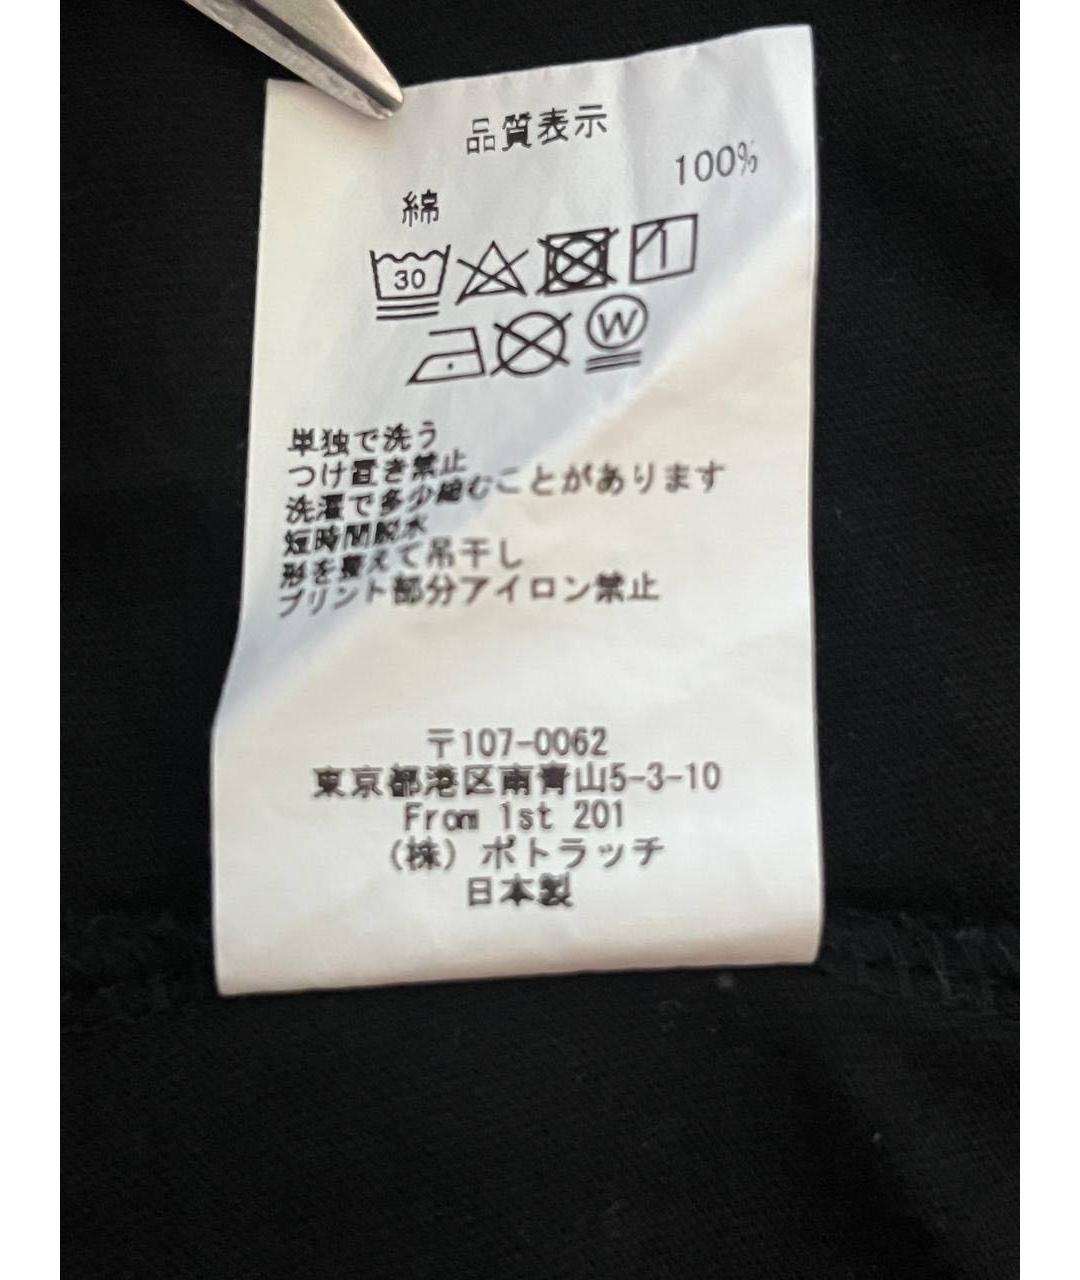 品質表示
綿 100%
30
W
単独で洗う
つけ置き禁止
洗濯で多少縮むことがあります
短時間脱水
形を整えて吊干し
プリント部分アイロン禁止
〒107-0062
東京都港区南青山5-3-10
From 1st 201
(株) ポトラッチ
日本製